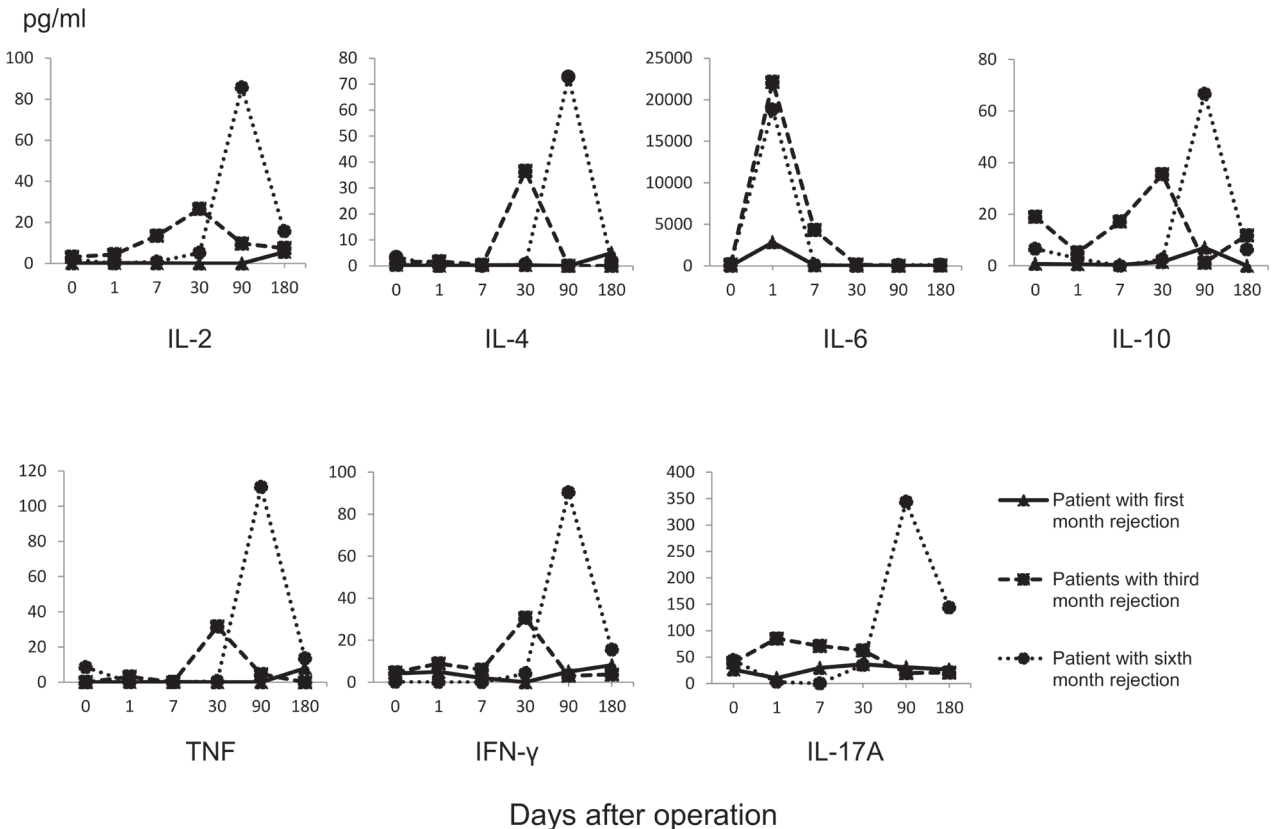 pg/ml
100
80
60
40
20
0
0 1 7 30 90 180
IL-2
80
70
60
50
40
30
20
10
0
0 1 7 30 90 180
IL-4
25000
20000
15000
10000
5000
0
0 1 7 30 90 180
IL-6
80
60
40
20
0
0 1 7 30 90 180
IL-10
120
100
80
60
40
20
0
0 1 7 30 90 180
TNF
100
80
60
40
20
0
0 1 7 30 90 180
IFN-γ
400
350
300
250
200
150
100
50
0
0 1 7 30 90 180
IL-17A
Patient with first
month rejection
Patients with third
month rejection
Patient with sixth
month rejection
Days after operation